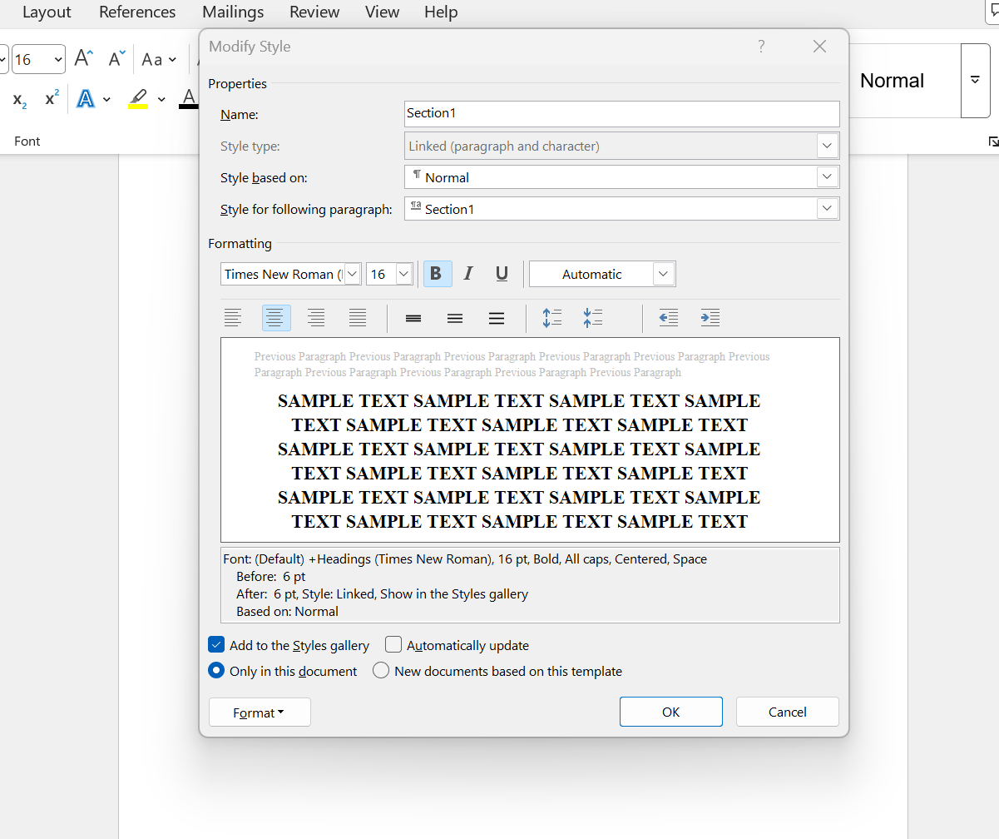 Layout References Mailings Review View Help
16 A A Aa
x2 x2 A A
Font
Normal
Modify Style ?
Properties
Name: Section1
Style type: Linked (paragraph and character)
Style based on: ¶ Normal
Style for following paragraph: ¶a Section1
Formatting
Times New Roman ( 16 B I U Automatic
Previous Paragraph Previous Paragraph Previous Paragraph Previous Paragraph Previous Paragraph Previous
Paragraph Previous Paragraph Previous Paragraph Previous Paragraph Previous Paragraph
SAMPLE TEXT SAMPLE TEXT SAMPLE TEXT SAMPLE
TEXT SAMPLE TEXT SAMPLE TEXT SAMPLE TEXT
SAMPLE TEXT SAMPLE TEXT SAMPLE TEXT SAMPLE
TEXT SAMPLE TEXT SAMPLE TEXT SAMPLE TEXT
SAMPLE TEXT SAMPLE TEXT SAMPLE TEXT SAMPLE
TEXT SAMPLE TEXT SAMPLE TEXT SAMPLE TEXT
Font: (Default) +Headings (Times New Roman), 16 pt, Bold, All caps, Centered, Space
Before: 6 pt
After: 6 pt, Style: Linked, Show in the Styles gallery
Based on: Normal
Add to the Styles gallery Automatically update
Only in this document New documents based on this template
Format OK Cancel